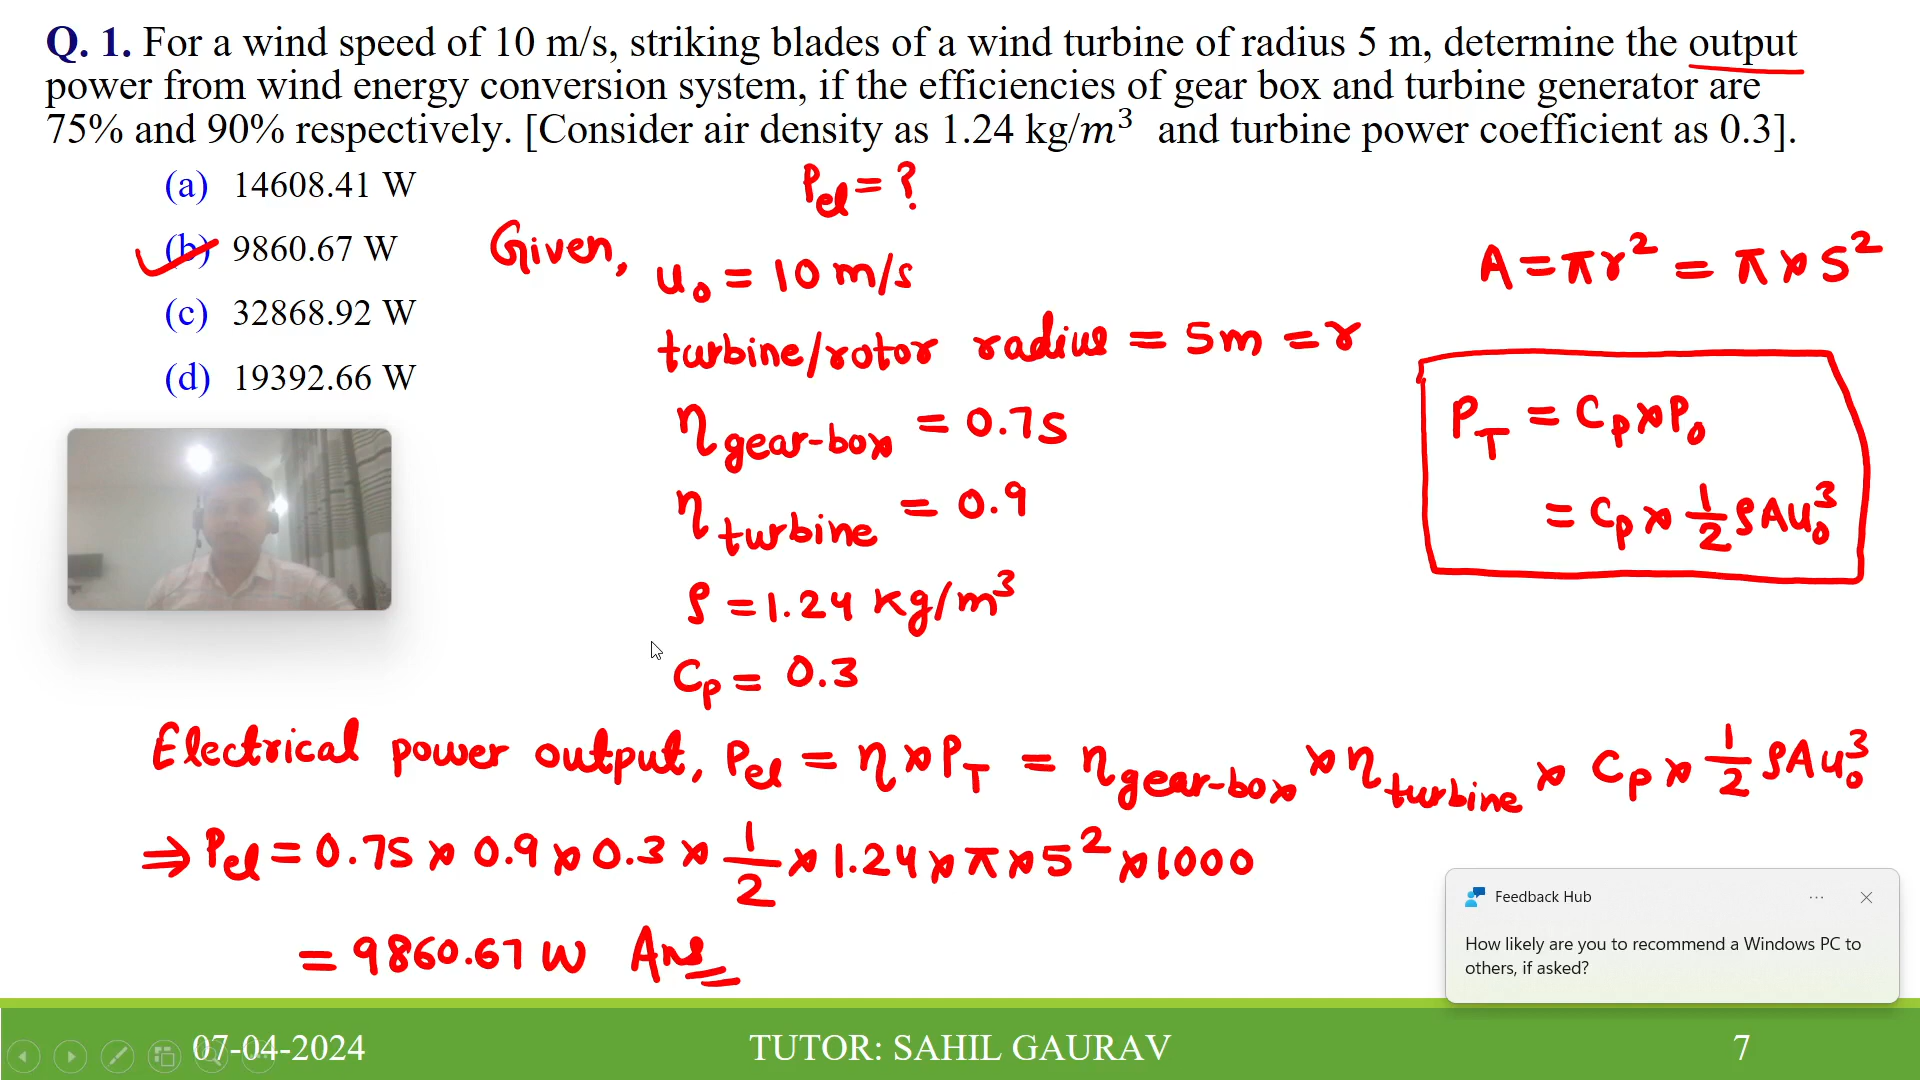 Q. 1. For a wind speed of 10 m/s, striking blades of a wind turbine of radius 5 m, determine the output
power from wind energy conversion system, if the efficiencies of gear box and turbine generator are
75% and 90% respectively. [Consider air density as 1.24 kg/m³ and turbine power coefficient as 0.3].
(a) 14608.41 W
(b) 9860.67 W
(c) 32868.92 W
(d) 19392.66 W
Pel = ?
Given,
u₀ = 10 m/s
turbine/rotor radius = 5m = r
η gear-box = 0.75
η turbine = 0.9
ρ = 1.24 kg/m³
Cp = 0.3
A = πr² = π × 5²
P_T = Cp × P₀
= Cp × 1/2 ρAu₀³
Electrical power output, Pel = η × P_T = η gear-box × η turbine × Cp × 1/2 ρAu₀³
⇒ Pel = 0.75 × 0.9 × 0.3 × 1/2 × 1.24 × π × 5² × 1000
= 9860.67 W Ans
Feedback Hub
How likely are you to recommend a Windows PC to
others, if asked?
07-04-2024
TUTOR: SAHIL GAURAV
7